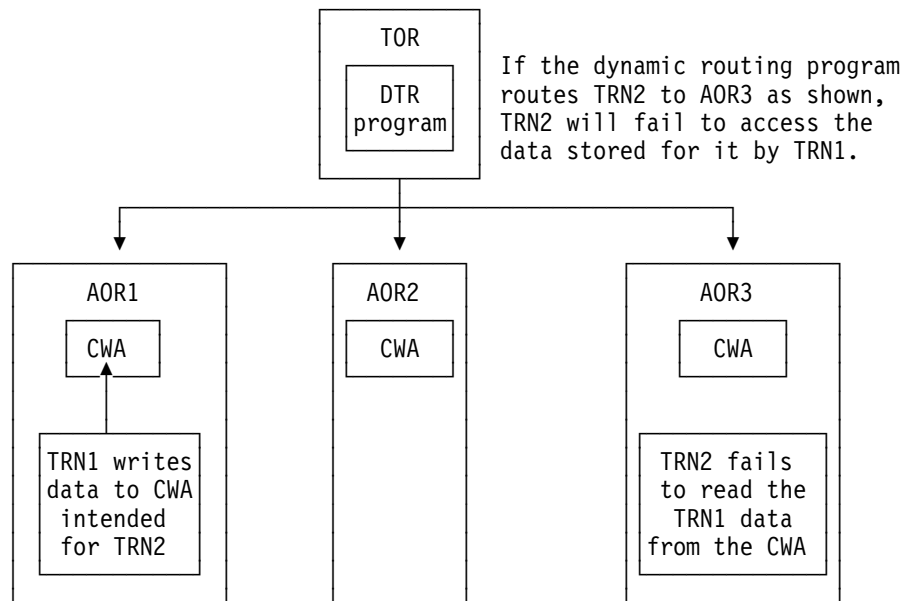 TOR
DTR
program
If the dynamic routing program
routes TRN2 to AOR3 as shown,
TRN2 will fail to access the
data stored for it by TRN1.
AOR1
CWA
TRN1 writes
data to CWA
intended
for TRN2
AOR2
CWA
AOR3
CWA
TRN2 fails
to read the
TRN1 data
from the CWA